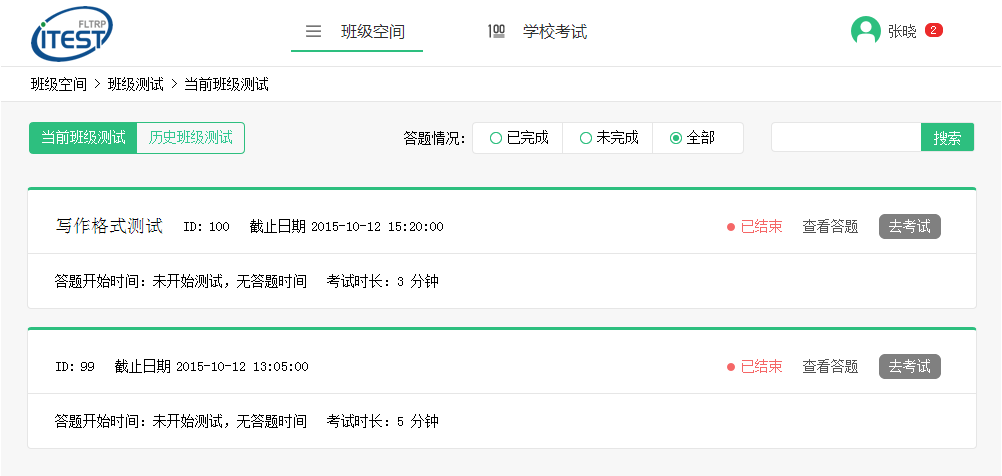 FLTRP
iTEST
班级空间
100 学校考试
张晓 2
班级空间 > 班级测试 > 当前班级测试
当前班级测试 历史班级测试 答题情况: 已完成 未完成 全部 搜索
写作格式测试 ID: 100 截止日期 2015-10-12 15:20:00 已结束 查看答题 去考试
答题开始时间: 未开始测试, 无答题时间 考试时长: 3 分钟
ID: 99 截止日期 2015-10-12 13:05:00 已结束 查看答题 去考试
答题开始时间: 未开始测试, 无答题时间 考试时长: 5 分钟